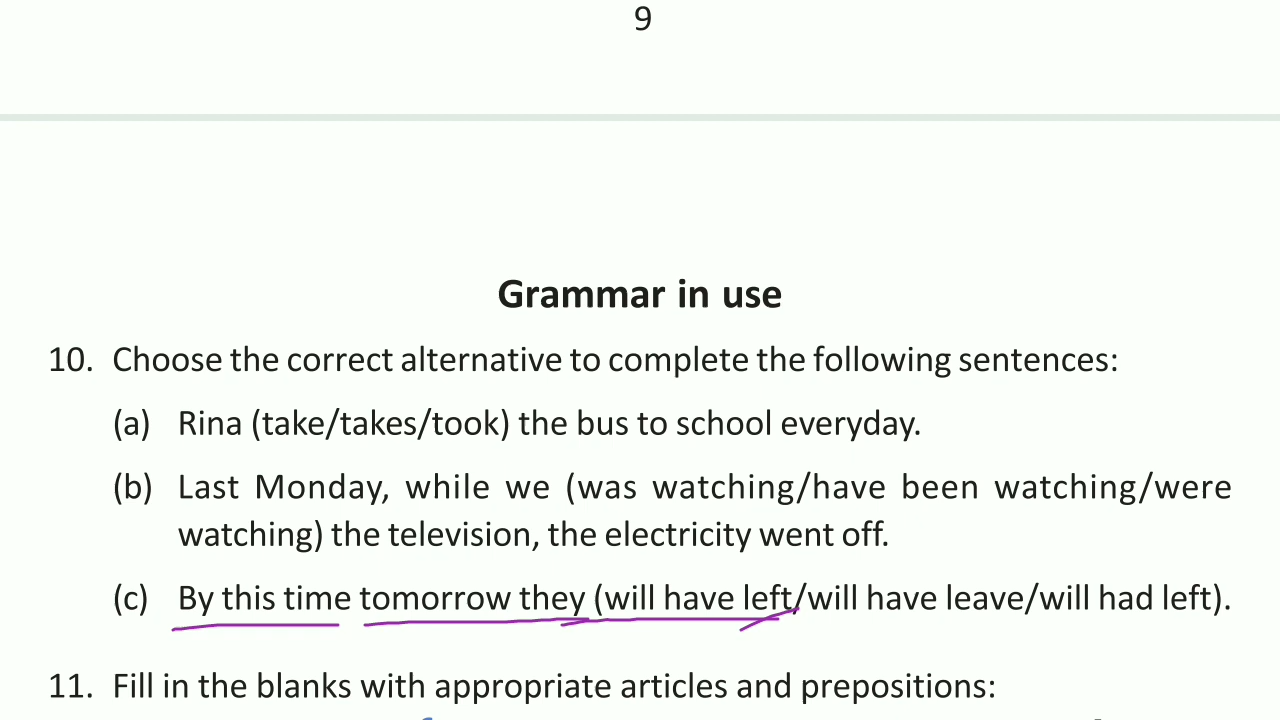 9
Grammar in use
10. Choose the correct alternative to complete the following sentences:
(a) Rina (take/takes/took) the bus to school everyday.
(b) Last Monday, while we (was watching/have been watching/were
watching) the television, the electricity went off.
(c) By this time tomorrow they (will have left/will have leave/will had left).
11. Fill in the blanks with appropriate articles and prepositions: